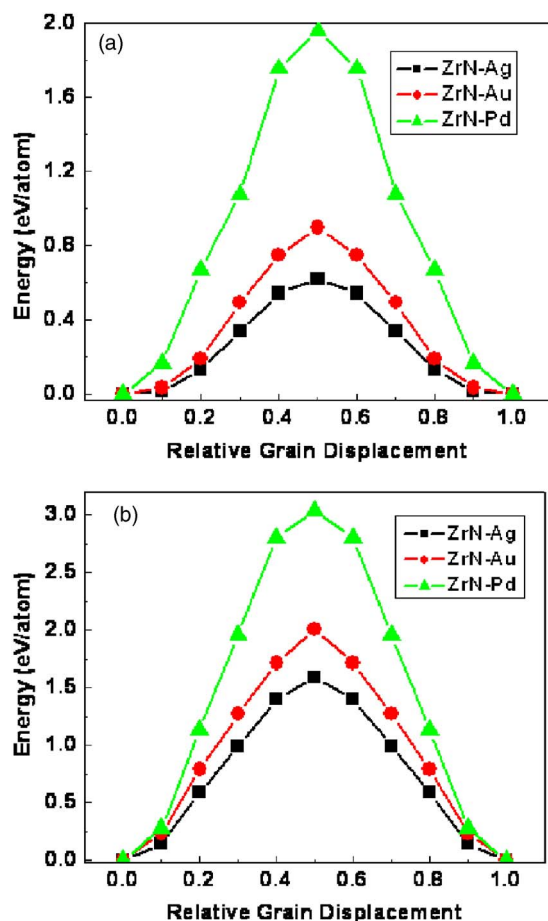 (a)
2.0
1.6
1.2
0.8
0.4
0.0
Energy (eV/atom)
ZrN-Ag
ZrN-Au
ZrN-Pd
0.0 0.2 0.4 0.6 0.8 1.0
Relative Grain Displacement
(b)
3.0
2.5
2.0
1.5
1.0
0.5
0.0
Energy (eV/atom)
ZrN-Ag
ZrN-Au
ZrN-Pd
0.0 0.2 0.4 0.6 0.8 1.0
Relative Grain Displacement